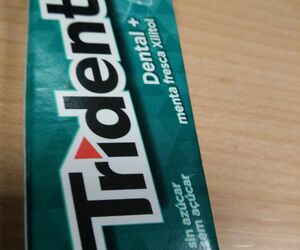 Trident
Dental +
menta fresca Xilitol
sin azúcar
sem açúcar